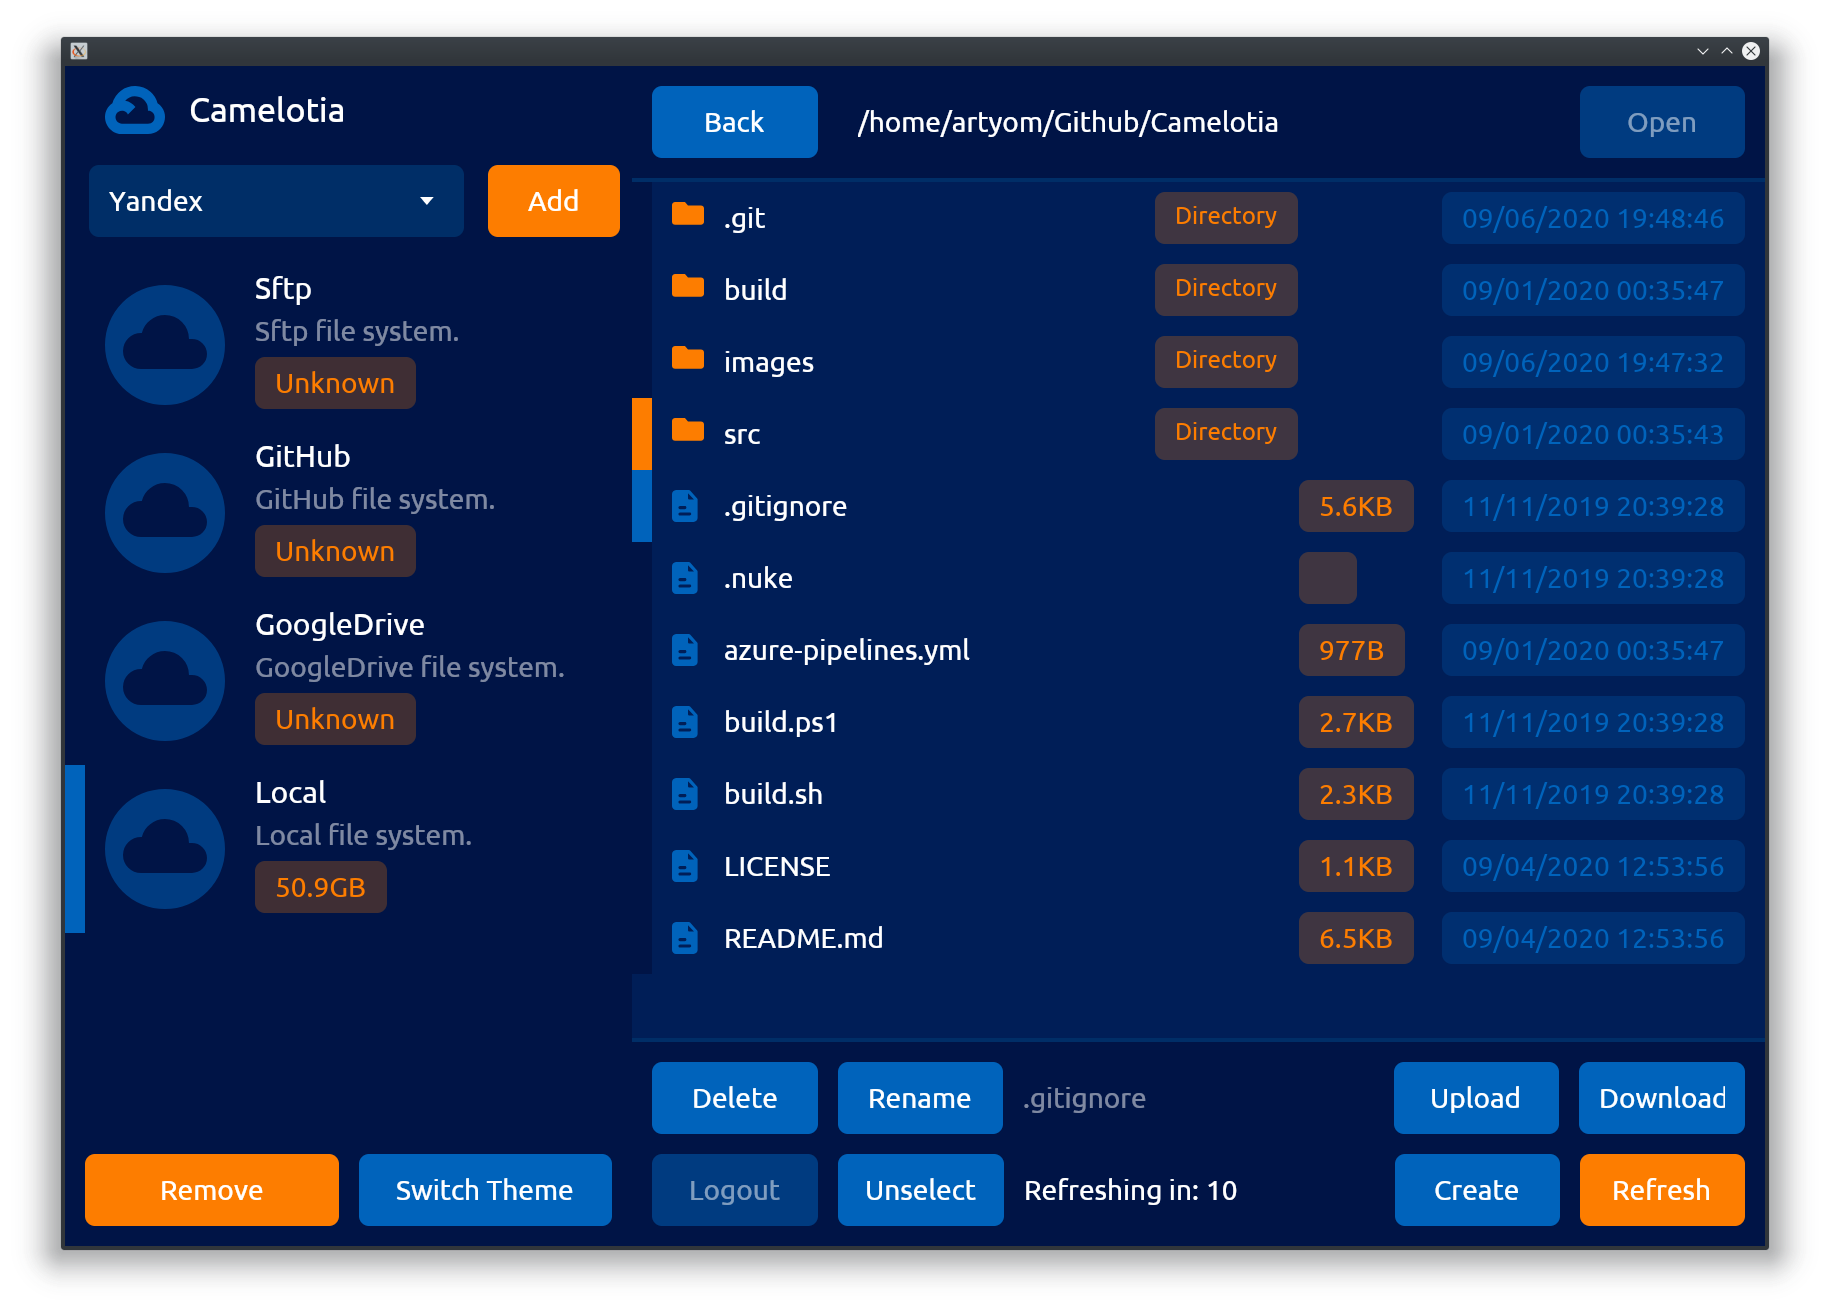 Camelotia
Yandex
Add
Sftp
Sftp file system.
Unknown
GitHub
GitHub file system.
Unknown
GoogleDrive
GoogleDrive file system.
Unknown
Local
Local file system.
50.9GB
Remove
Switch Theme
Back
/home/artyom/Github/Camelotia
Open
.git Directory 09/06/2020 19:48:46
build Directory 09/01/2020 00:35:47
images Directory 09/06/2020 19:47:32
src Directory 09/01/2020 00:35:43
.gitignore 5.6KB 11/11/2019 20:39:28
.nuke 11/11/2019 20:39:28
azure-pipelines.yml 977B 09/01/2020 00:35:47
build.ps1 2.7KB 11/11/2019 20:39:28
build.sh 2.3KB 11/11/2019 20:39:28
LICENSE 1.1KB 09/04/2020 12:53:56
README.md 6.5KB 09/04/2020 12:53:56
Delete
Rename
.gitignore
Upload
Download
Logout
Unselect
Refreshing in: 10
Create
Refresh